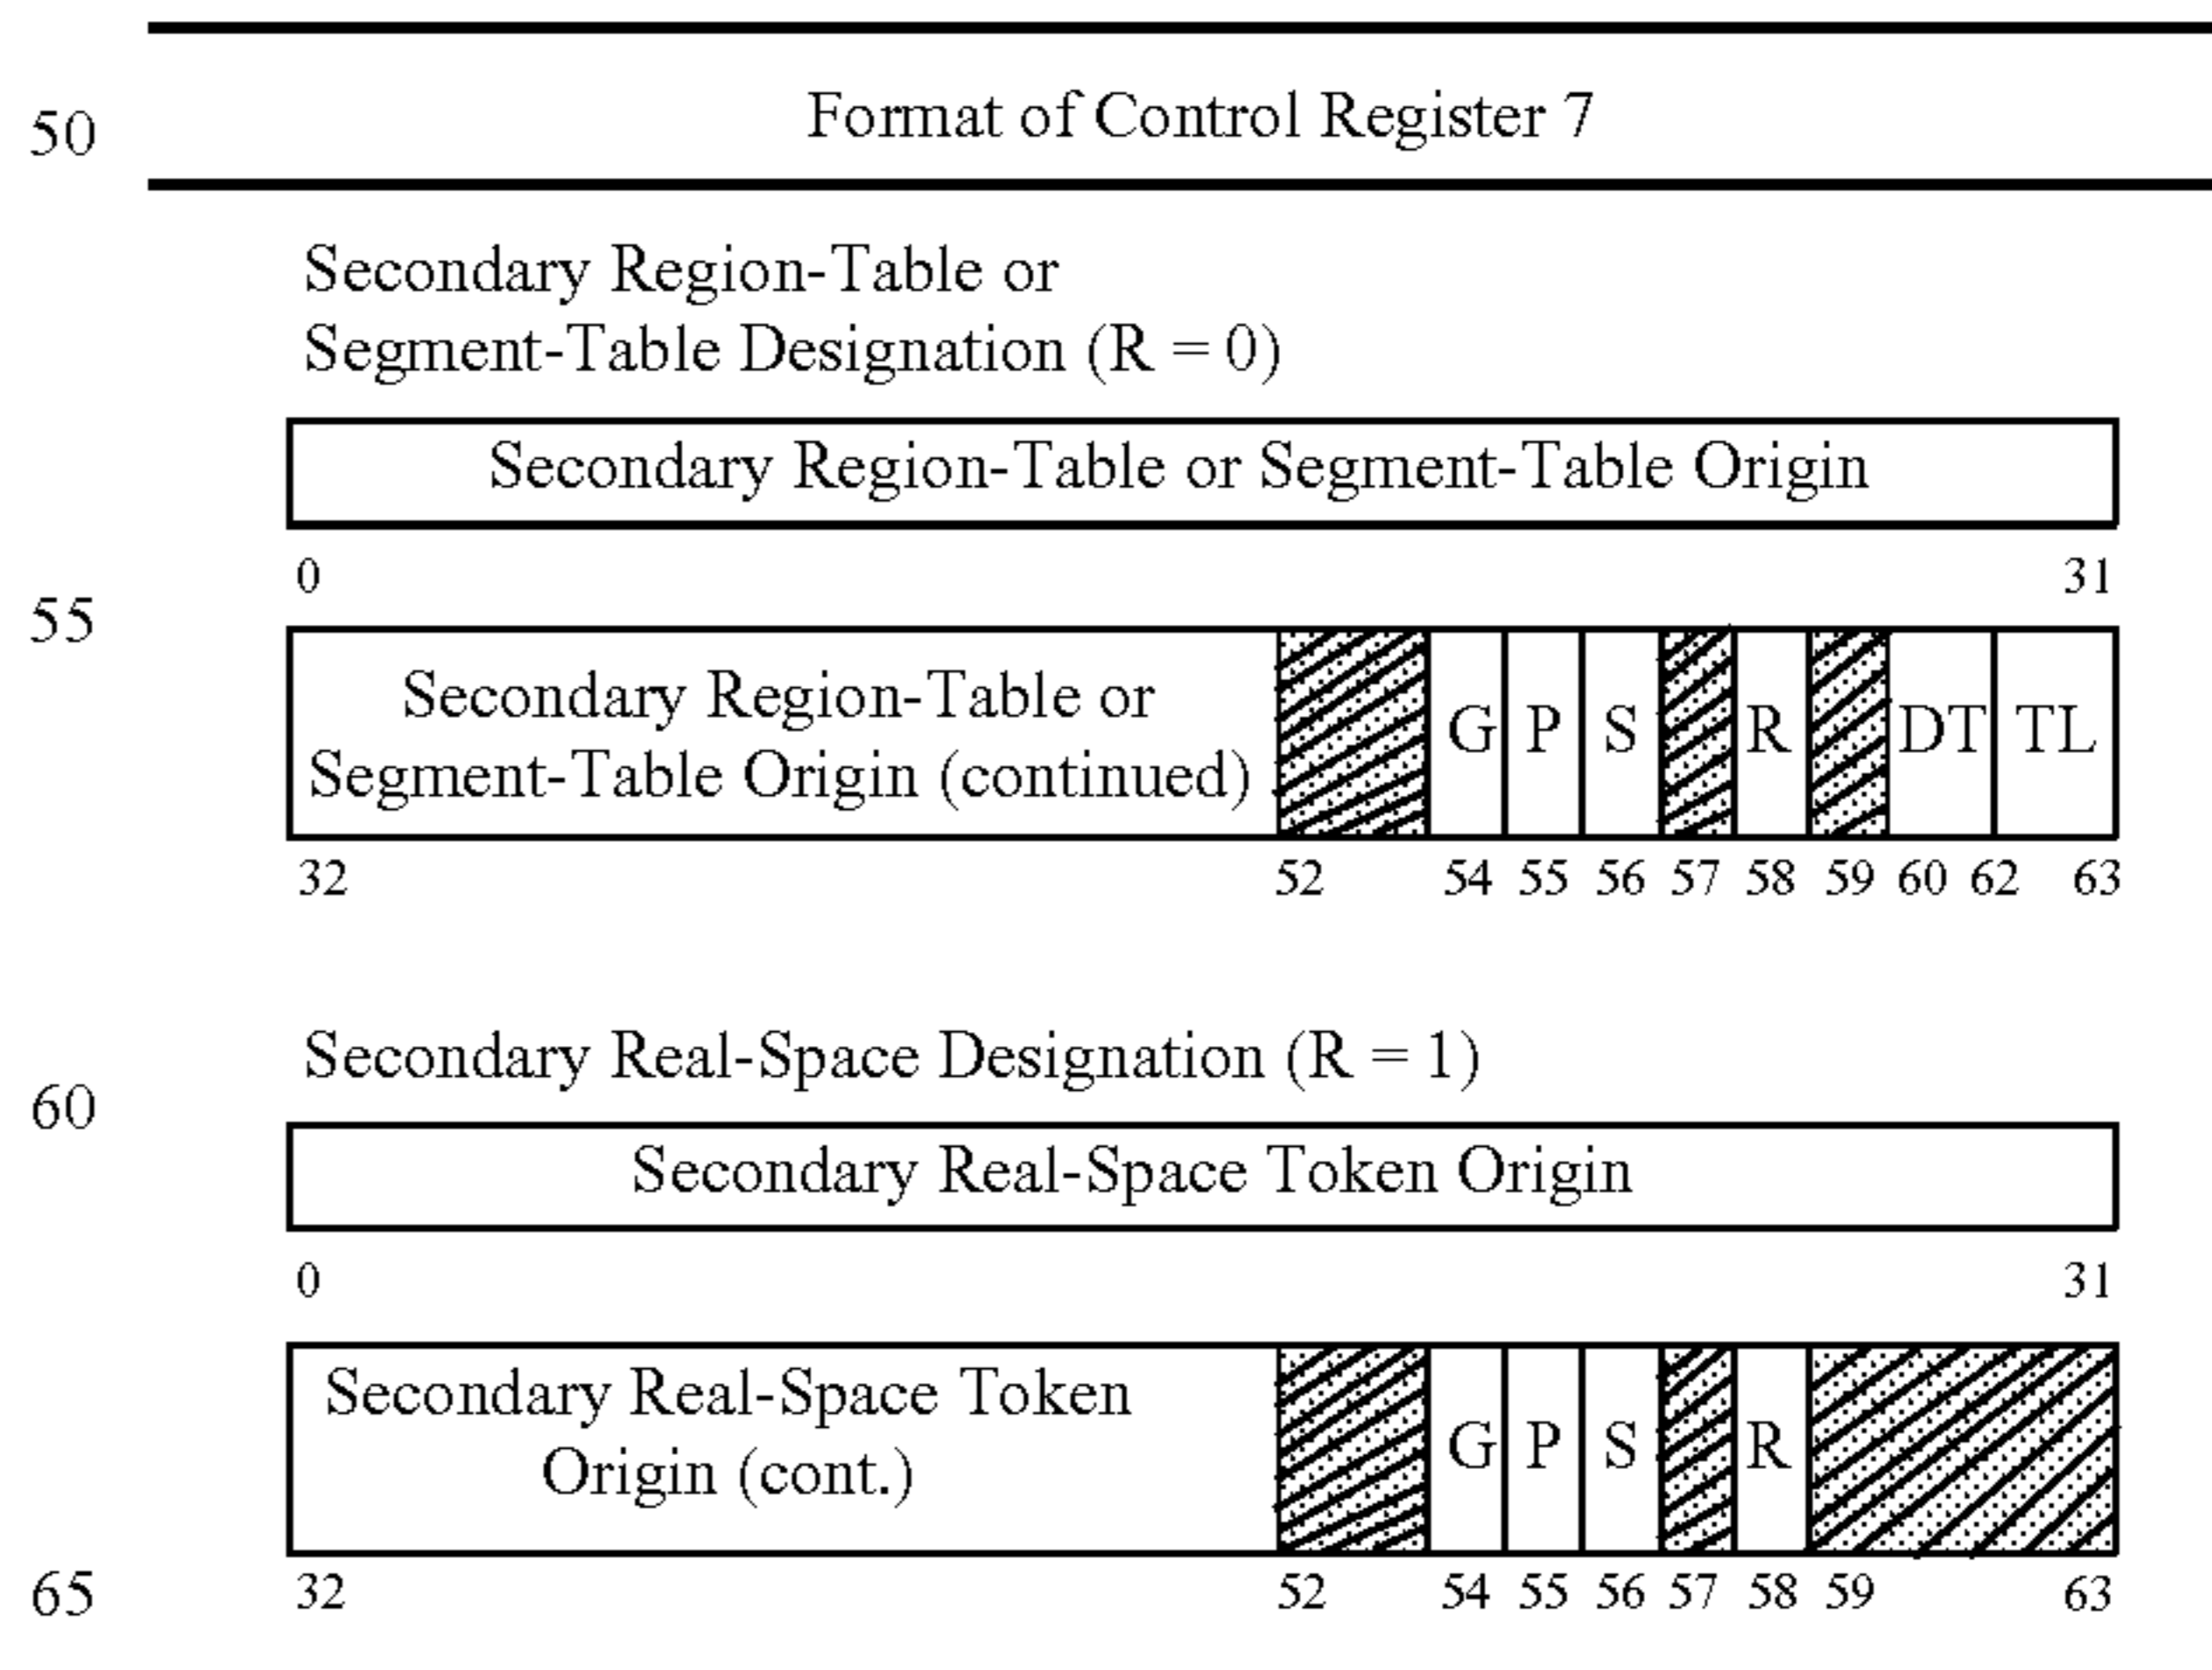 50
Format of Control Register 7
Secondary Region-Table or
Segment-Table Designation (R = 0)
Secondary Region-Table or Segment-Table Origin
0 31
55
Secondary Region-Table or
Segment-Table Origin (continued)
G P S R DT TL
32 52 54 55 56 57 58 59 60 62 63
Secondary Real-Space Designation (R = 1)
60
Secondary Real-Space Token Origin
0 31
Secondary Real-Space Token
Origin (cont.)
G P S R
65
32 52 54 55 56 57 58 59 63